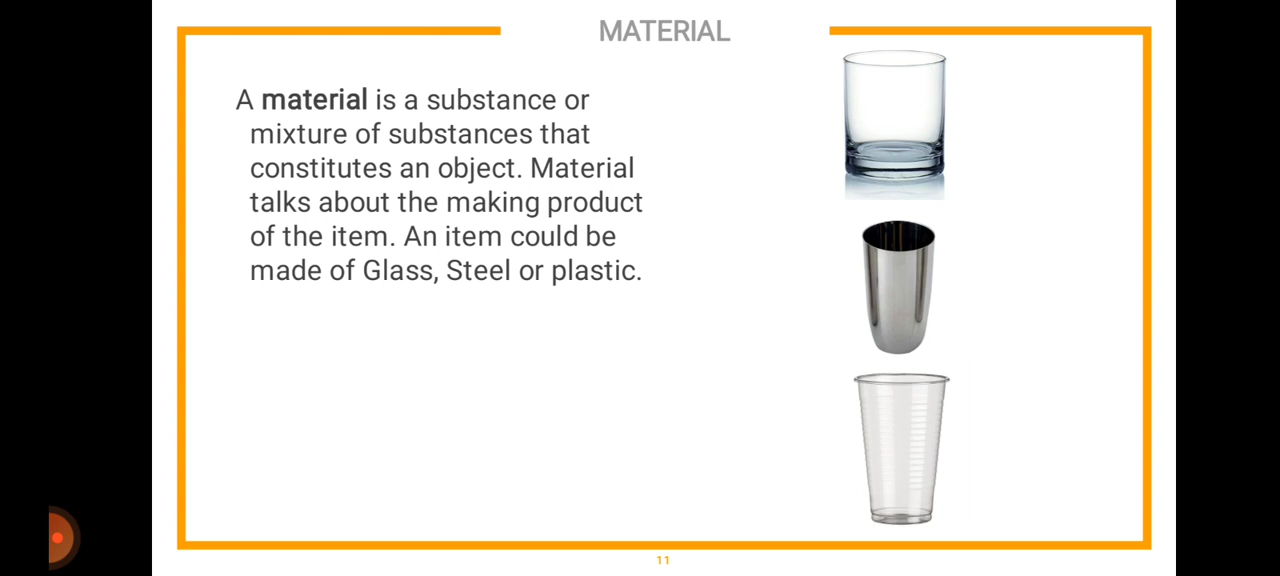 MATERIAL
A material is a substance or
mixture of substances that
constitutes an object. Material
talks about the making product
of the item. An item could be
made of Glass, Steel or plastic.
11